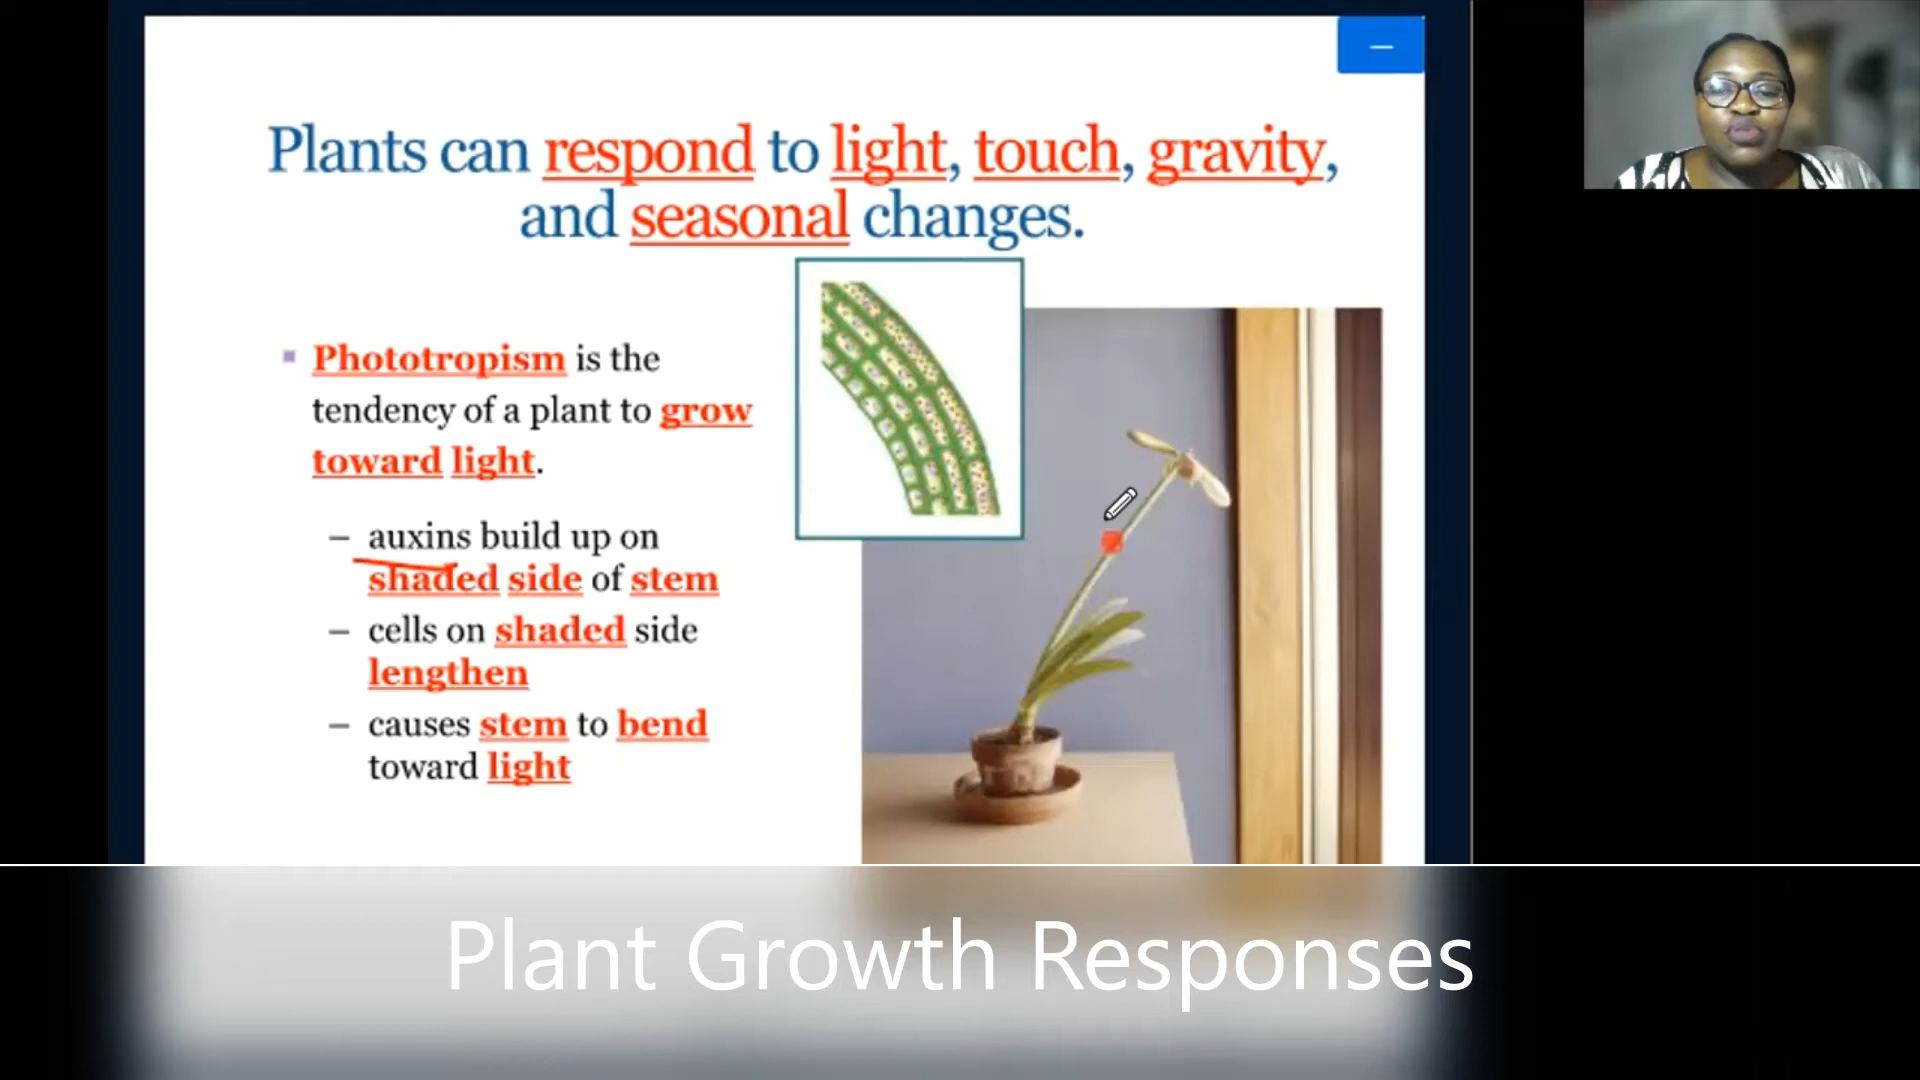 Plants can respond to light, touch, gravity,
and seasonal changes.
▪ Phototropism is the
tendency of a plant to grow
toward light.
– auxins build up on
shaded side of stem
– cells on shaded side
lengthen
– causes stem to bend
toward light
Plant Growth Responses